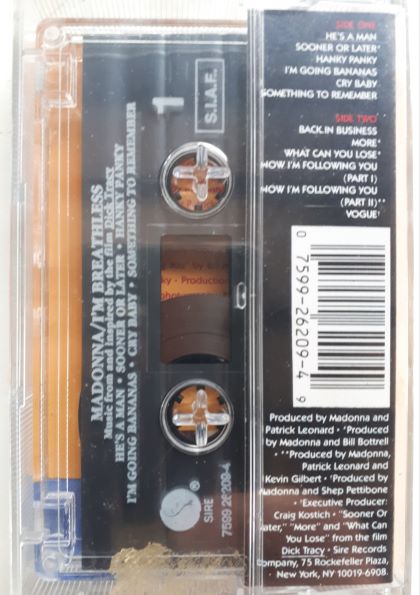 SIDE ONE
HE'S A MAN
SOONER OR LATER*
HANKY PANKY
I'M GOING BANANAS
CRY BABY
SOMETHING TO REMEMBER
SIDE TWO
BACK IN BUSINESS
MORE*
WHAT CAN YOU LOSE*
NOW I'M FOLLOWING YOU
(PART I)
NOW I'M FOLLOWING YOU
(PART II)**
VOGUE†
0 7599-26209-4 9
Produced by Madonna and
Patrick Leonard • *Produced
by Madonna and Bill Bottrell
• **Produced by Madonna,
Patrick Leonard and
Kevin Gilbert • †Produced by
Madonna and Shep Pettibone
• †Executive Producer:
Craig Kostich • "Sooner Or
Later," "More" and "What Can
You Lose" from the film
Dick Tracy • Sire Records
Company, 75 Rockefeller Plaza,
New York, NY 10019-6908.
MADONNA/I'M BREATHLESS
Music from and Inspired by the film Dick Tracy
HE'S A MAN • SOONER OR LATER • HANKY PANKY
I'M GOING BANANAS • CRY BABY • SOMETHING TO REMEMBER
1
S.I.A.E.
SIRE
7599 26209-4
by Bill
ky • Production